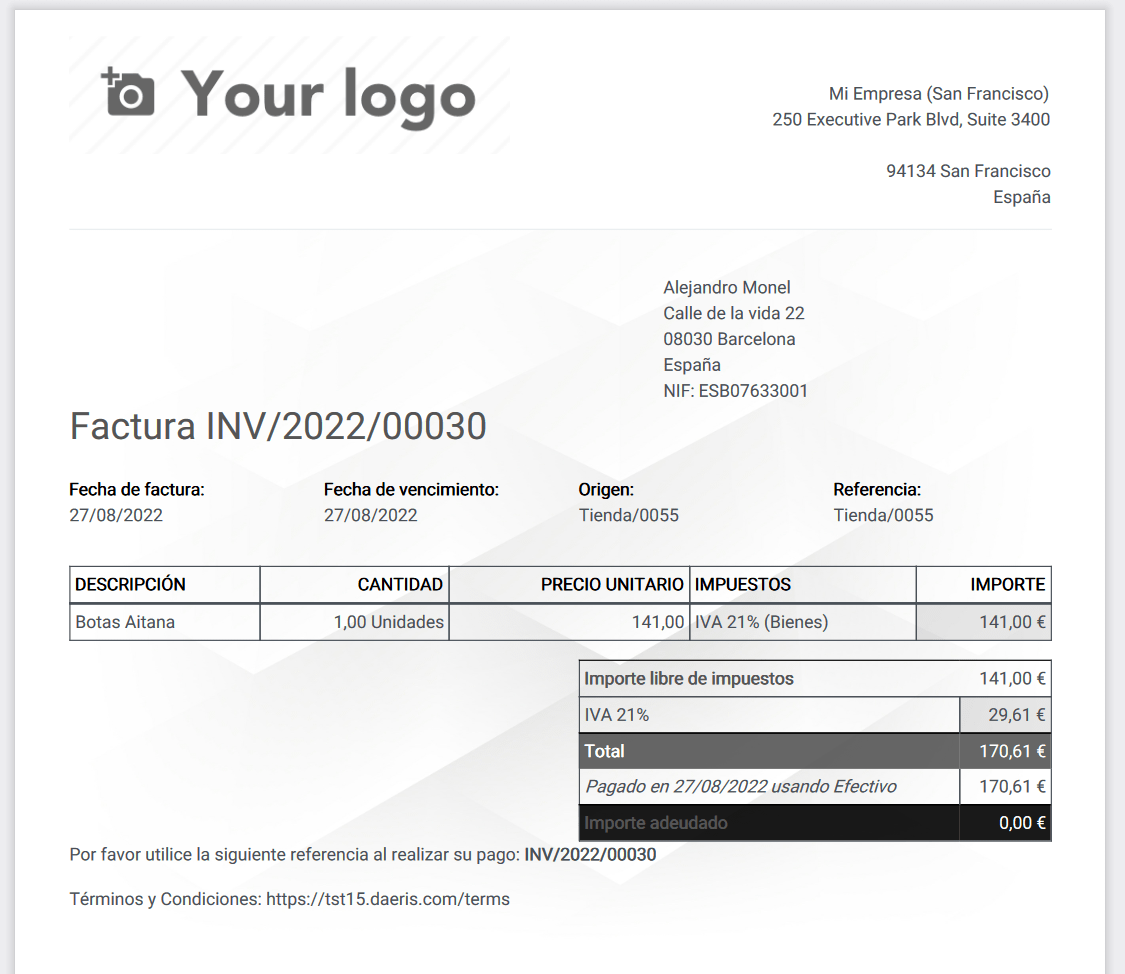 Your logo
Mi Empresa (San Francisco)
250 Executive Park Blvd, Suite 3400
94134 San Francisco
España
Alejandro Monel
Calle de la vida 22
08030 Barcelona
España
NIF: ESB07633001
Factura INV/2022/00030
Fecha de factura: Fecha de vencimiento: Origen: Referencia:
27/08/2022 27/08/2022 Tienda/0055 Tienda/0055
DESCRIPCIÓN CANTIDAD PRECIO UNITARIO IMPUESTOS IMPORTE
Botas Aitana 1,00 Unidades 141,00 IVA 21% (Bienes) 141,00 €
Importe libre de impuestos 141,00 €
IVA 21% 29,61 €
Total 170,61 €
Pagado en 27/08/2022 usando Efectivo 170,61 €
Importe adeudado 0,00 €
Por favor utilice la siguiente referencia al realizar su pago: INV/2022/00030
Términos y Condiciones: https://tst15.daeris.com/terms